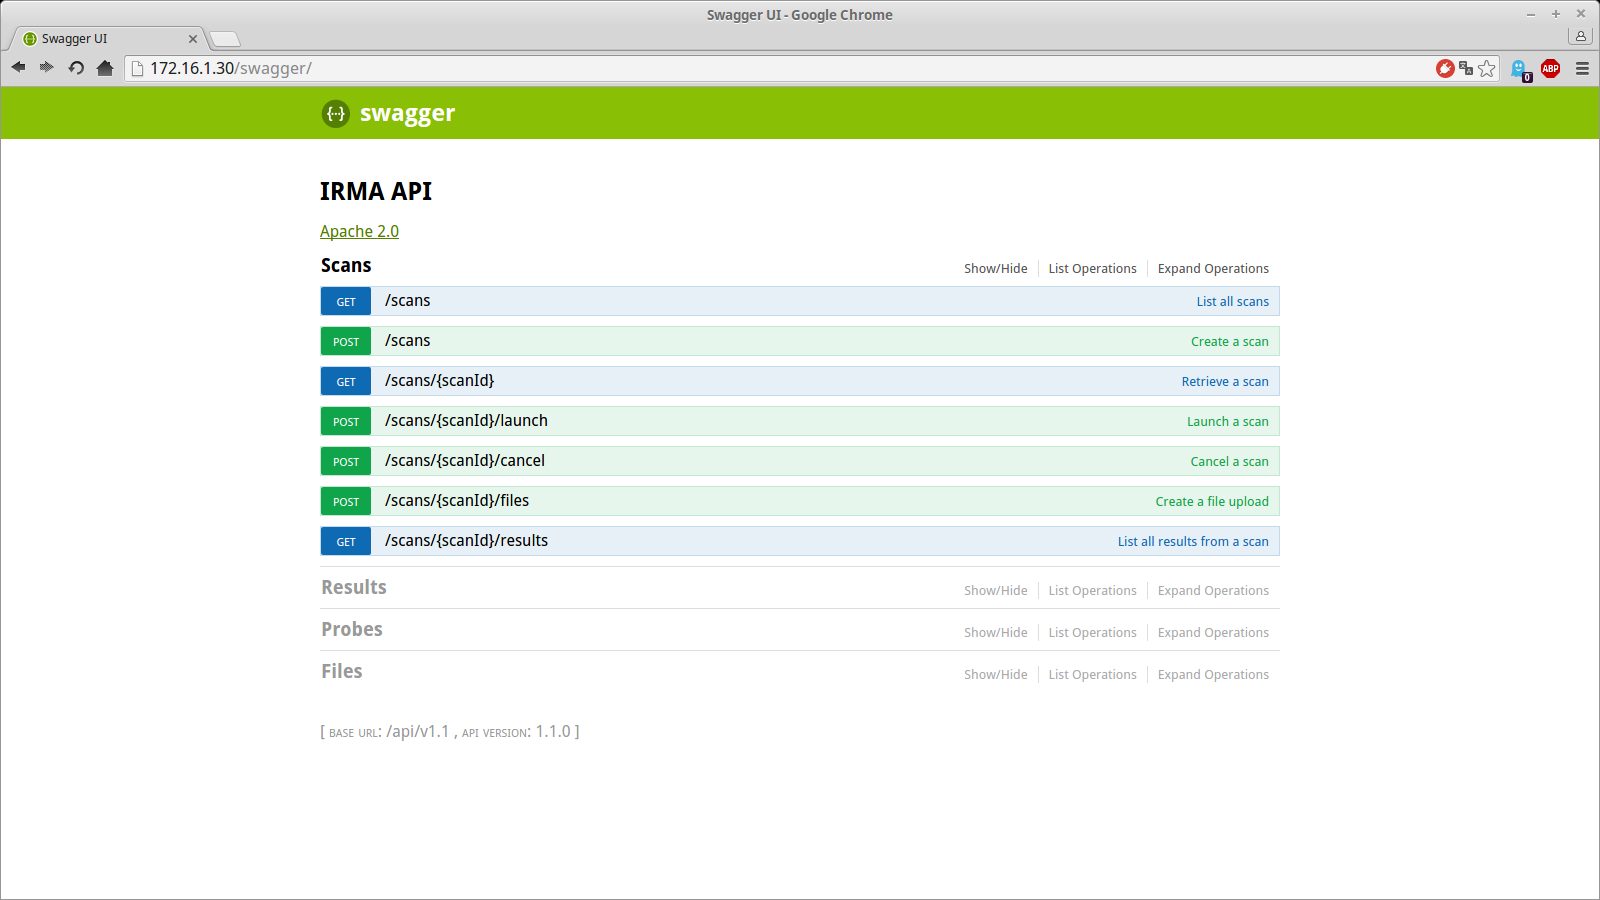 Swagger UI - Google Chrome
Swagger UI
172.16.1.30/swagger/
0
ABP
{···} swagger
IRMA API
Apache 2.0
Scans Show/Hide List Operations Expand Operations
GET /scans List all scans
POST /scans Create a scan
GET /scans/{scanId} Retrieve a scan
POST /scans/{scanId}/launch Launch a scan
POST /scans/{scanId}/cancel Cancel a scan
POST /scans/{scanId}/files Create a file upload
GET /scans/{scanId}/results List all results from a scan
Results Show/Hide List Operations Expand Operations
Probes Show/Hide List Operations Expand Operations
Files Show/Hide List Operations Expand Operations
[ BASE URL: /api/v1.1 , API VERSION: 1.1.0 ]